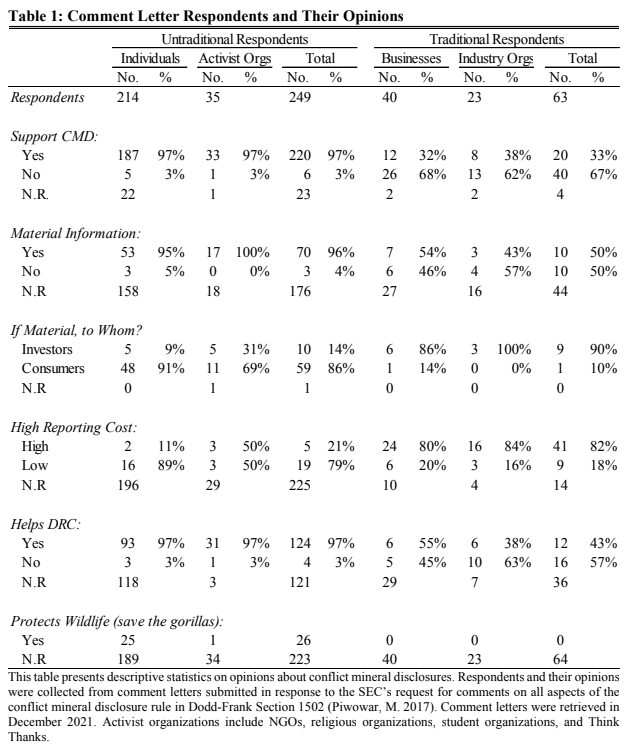 Table 1: Comment Letter Respondents and Their Opinions
Untraditional Respondents Traditional Respondents
Individuals Activist Orgs Total Businesses Industry Orgs Total
No. % No. % No. % No. % No. % No. %
Respondents 214 35 249 40 23 63
Support CMD:
Yes 187 97% 33 97% 220 97% 12 32% 8 38% 20 33%
No 5 3% 1 3% 6 3% 26 68% 13 62% 40 67%
N.R. 22 1 23 2 2 4
Material Information:
Yes 53 95% 17 100% 70 96% 7 54% 3 43% 10 50%
No 3 5% 0 0% 3 4% 6 46% 4 57% 10 50%
N.R 158 18 176 27 16 44
If Material, to Whom?
Investors 5 9% 5 31% 10 14% 6 86% 3 100% 9 90%
Consumers 48 91% 11 69% 59 86% 1 14% 0 0% 1 10%
N.R 0 1 1 0 0 0
High Reporting Cost:
High 2 11% 3 50% 5 21% 24 80% 16 84% 41 82%
Low 16 89% 3 50% 19 79% 6 20% 3 16% 9 18%
N.R 196 29 225 10 4 14
Helps DRC:
Yes 93 97% 31 97% 124 97% 6 55% 6 38% 12 43%
No 3 3% 1 3% 4 3% 5 45% 10 63% 16 57%
N.R 118 3 121 29 7 36
Protects Wildlife (save the gorillas):
Yes 25 1 26 0 0 0
N.R 189 34 223 40 23 64
This table presents descriptive statistics on opinions about conflict mineral disclosures. Respondents and their opinions
were collected from comment letters submitted in response to the SEC's request for comments on all aspects of the
conflict mineral disclosure rule in Dodd-Frank Section 1502 (Piwowar, M. 2017). Comment letters were retrieved in
December 2021. Activist organizations include NGOs, religious organizations, student organizations, and Think
Thanks.